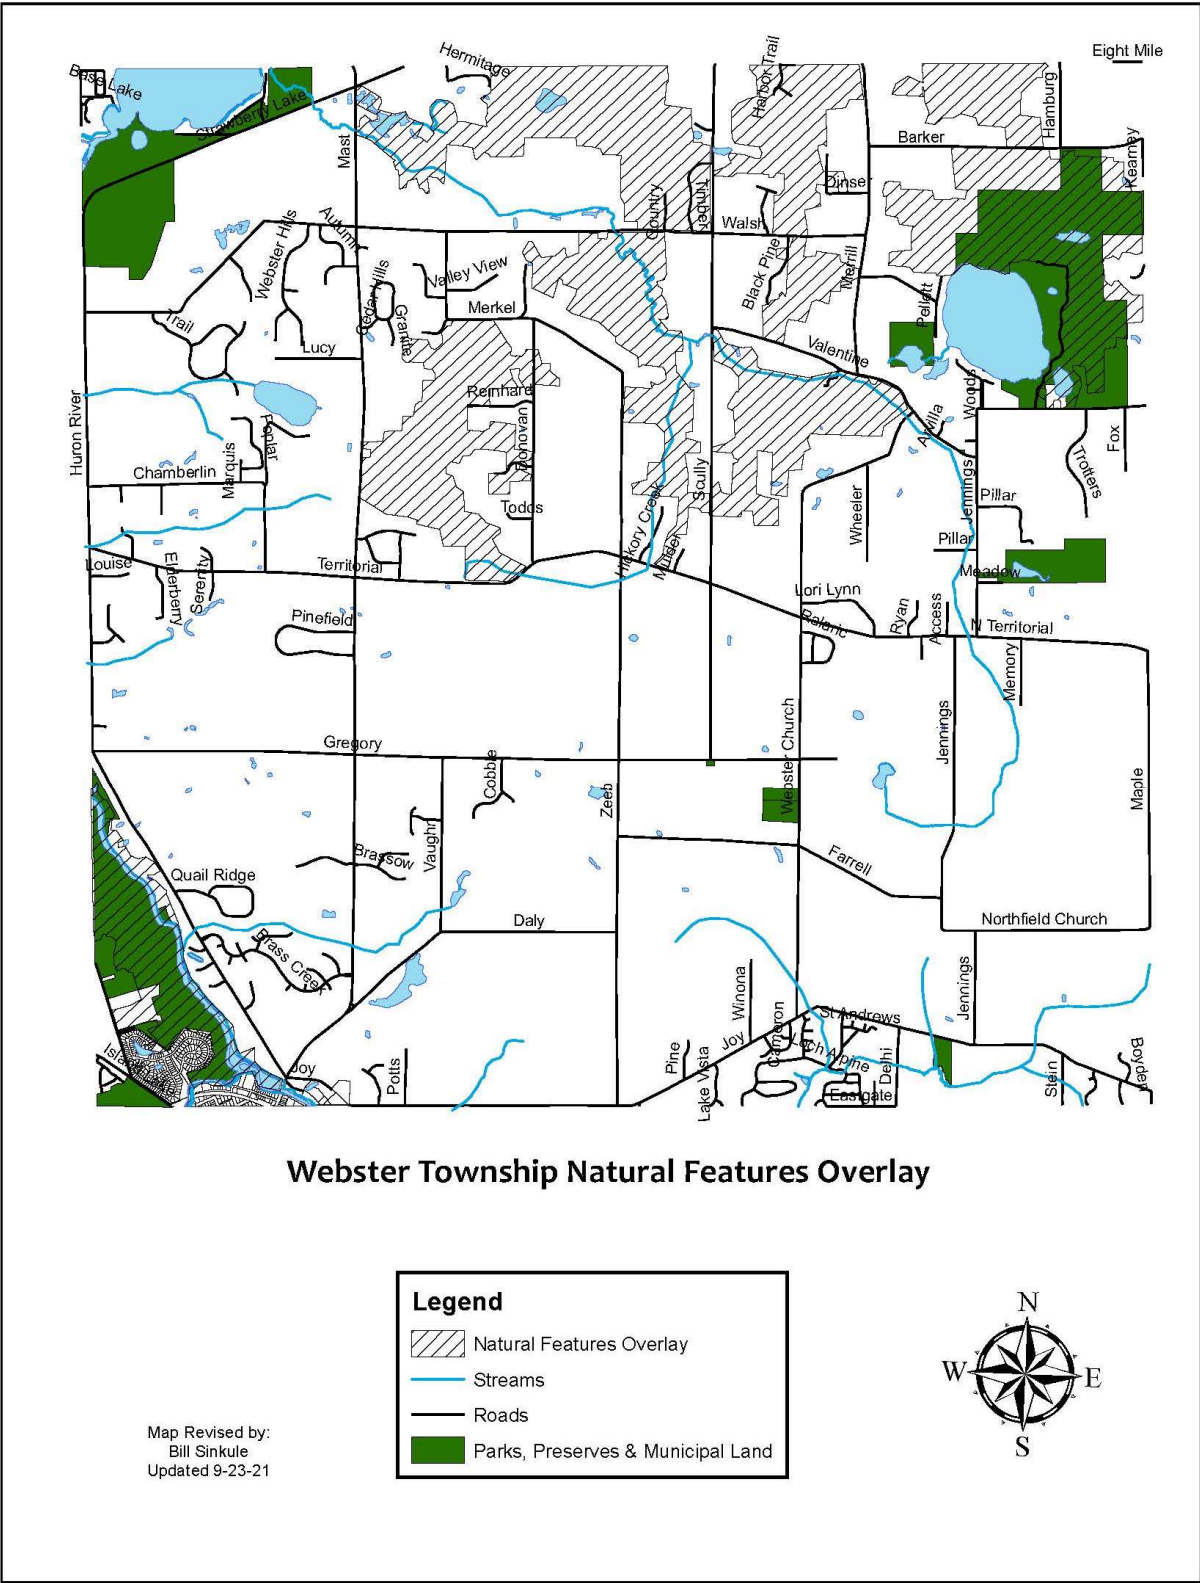 Eight Mile
Hermitage
Harbor Trail
Base Lake
Strawberry Lake
Hamburg
Barker
Kearney
Mast
Dinser
Country
Timber
Walsh
Autumn
Webster Hills
Black Pine
Merrill
Valley View
Cedar Hills
Merkel
Granite
Pellett
Trail
Lucy
Valentine
Reinhard
Woods
Huron River
Donovan
Poplar
Arvilla
Fox
Chamberlin
Marquis
Scully
Jennings
Trotters
Todds
Hickory Creek
Wheeler
Pillar
Pillar
Mulder
Louise
Elderberry
Serenity
Territorial
Meadow
Lori Lynn
Pinefield
Ryan
Access
N Territorial
Memory
Jennings
Gregory
Cobble
Zeeb
Webster Church
Maple
Brassow
Vaughn
Farrell
Quail Ridge
Daly
Northfield Church
Brass Creek
Winona
Jennings
Cameron
St Andrews
Joy
Loch Alpine
Pine
Lake Vista
Delhi
Eastgate
Stein
Boyden
Joy
Potts
Webster Township Natural Features Overlay
Legend
Natural Features Overlay
Streams
Roads
Parks, Preserves & Municipal Land
N
W
E
S
Map Revised by:
Bill Sinkule
Updated 9-23-21